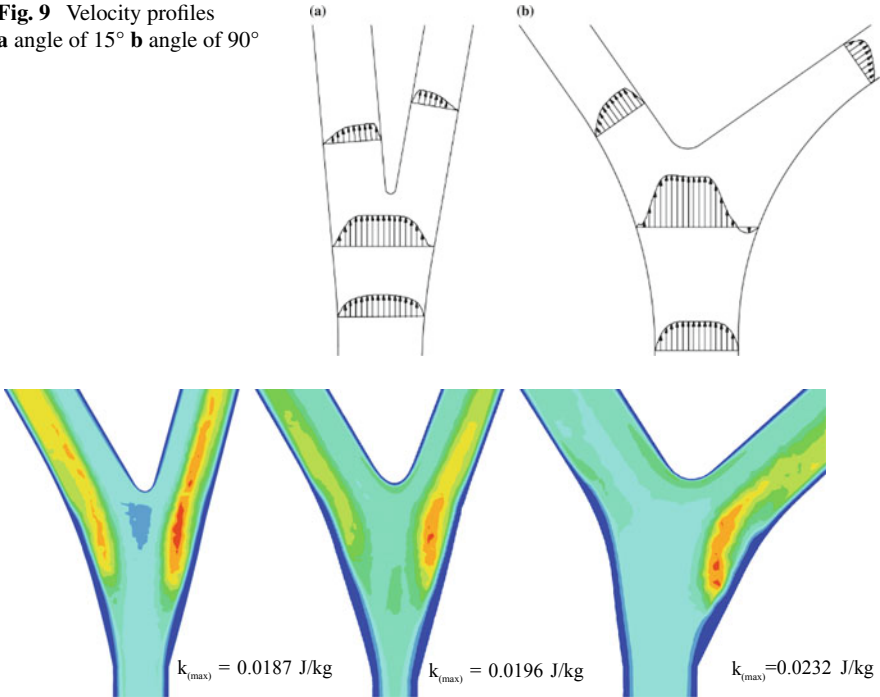 Fig. 9 Velocity profiles
a angle of 15° b angle of 90°
(a)
(b)
k(max) = 0.0187 J/kg
k(max) = 0.0196 J/kg
k(max)=0.0232 J/kg